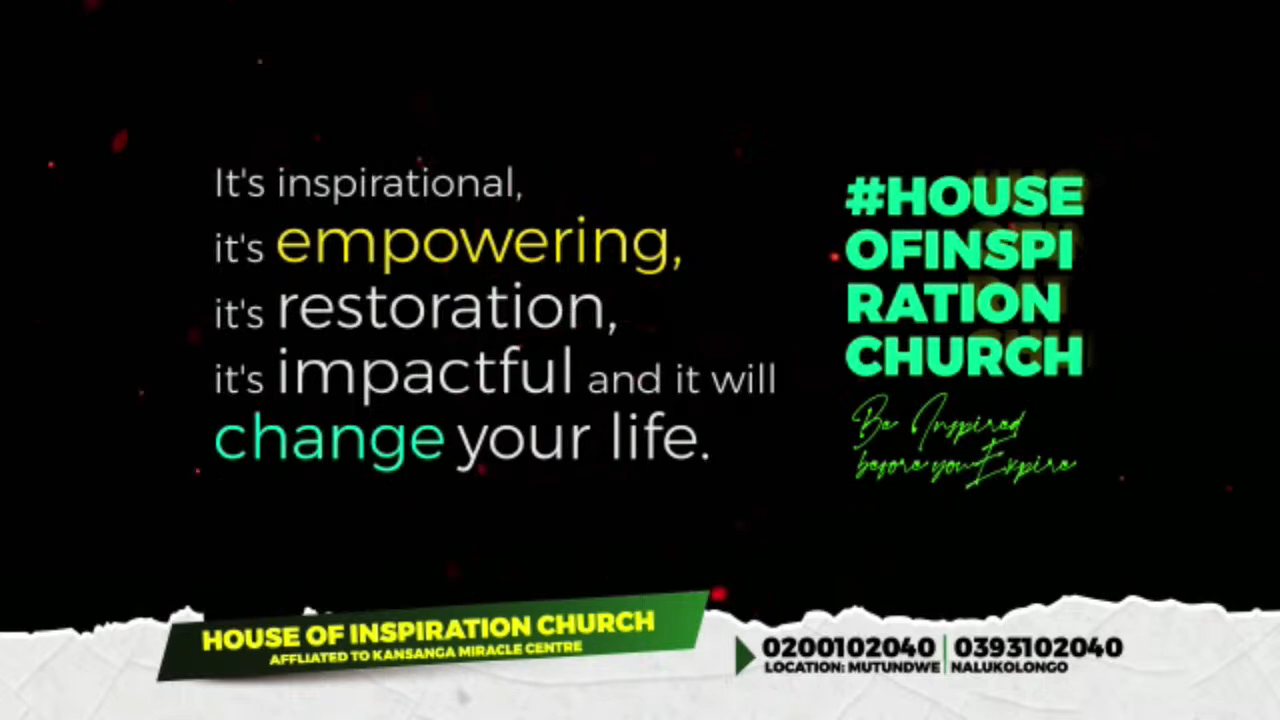 It's inspirational,
it's empowering,
it's restoration,
it's impactful and it will
change your life.
#HOUSE
OFINSPI
RATION
CHURCH
Be Inspired
before you Expire
HOUSE OF INSPIRATION CHURCH
AFFLIATED TO KANSANGA MIRACLE CENTRE
0200102040 | 0393102040
LOCATION: MUTUNDWE | NALUKOLONGO